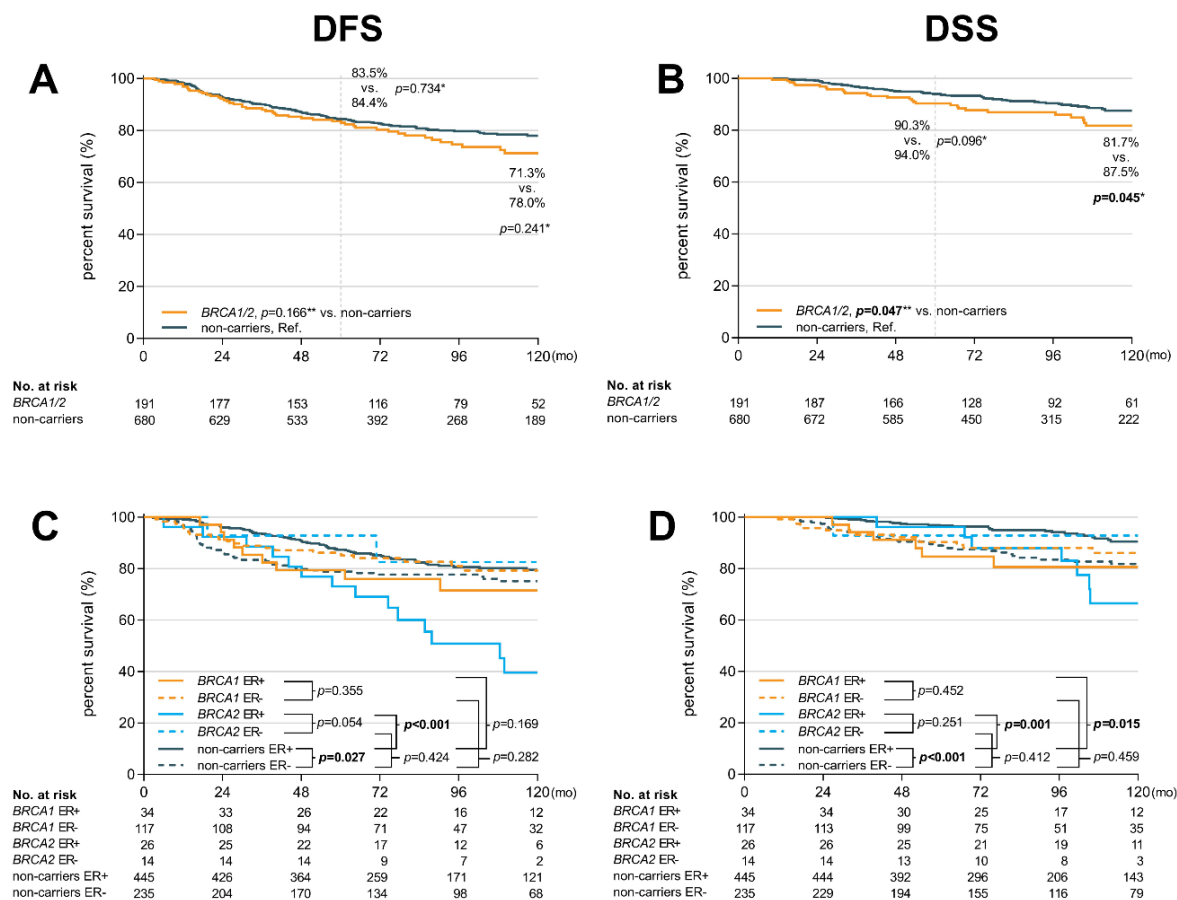 DFS
DSS
A
percent survival (%)
100
80
60
40
20
0
83.5%
vs.
84.4%
p=0.734*
71.3%
vs.
78.0%
p=0.241*
BRCA1/2, p=0.166** vs. non-carriers
non-carriers, Ref.
0 24 48 72 96 120 (mo)
No. at risk
BRCA1/2 191 177 153 116 79 52
non-carriers 680 629 533 392 268 189
B
percent survival (%)
100
80
60
40
20
0
90.3%
vs.
94.0%
p=0.096*
81.7%
vs.
87.5%
p=0.045*
BRCA1/2, p=0.047** vs. non-carriers
non-carriers, Ref.
0 24 48 72 96 120 (mo)
No. at risk
BRCA1/2 191 187 166 128 92 61
non-carriers 680 672 585 450 315 222
C
percent survival (%)
100
80
60
40
20
0
BRCA1 ER+
BRCA1 ER-
BRCA2 ER+
BRCA2 ER-
non-carriers ER+
non-carriers ER-
p=0.355
p=0.054
p=0.027
p<0.001
p=0.424
p=0.169
p=0.282
0 24 48 72 96 120 (mo)
No. at risk
BRCA1 ER+ 34 33 26 22 16 12
BRCA1 ER- 117 108 94 71 47 32
BRCA2 ER+ 26 25 22 17 12 6
BRCA2 ER- 14 14 14 9 7 2
non-carriers ER+ 445 426 364 259 171 121
non-carriers ER- 235 204 170 134 98 68
D
percent survival (%)
100
80
60
40
20
0
BRCA1 ER+
BRCA1 ER-
BRCA2 ER+
BRCA2 ER-
non-carriers ER+
non-carriers ER-
p=0.452
p=0.251
p<0.001
p=0.001
p=0.412
p=0.015
p=0.459
0 24 48 72 96 120 (mo)
No. at risk
BRCA1 ER+ 34 34 30 25 17 12
BRCA1 ER- 117 113 99 75 51 35
BRCA2 ER+ 26 26 25 21 19 11
BRCA2 ER- 14 14 13 10 8 3
non-carriers ER+ 445 444 392 296 206 143
non-carriers ER- 235 229 194 155 116 79